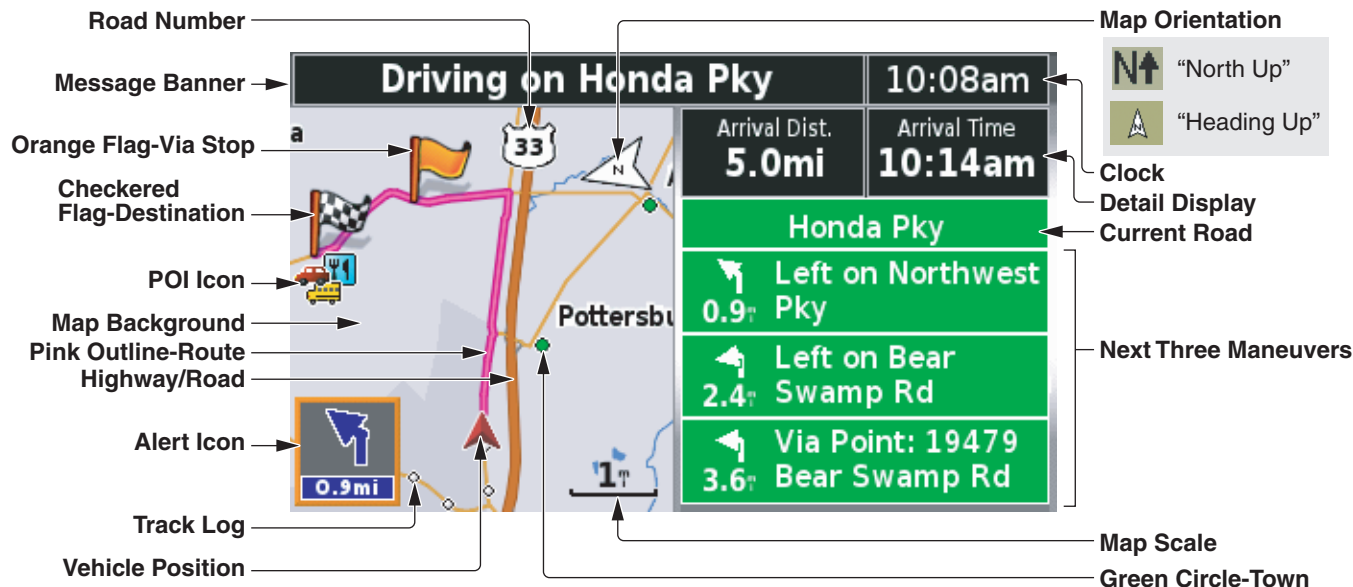 Road Number
Map Orientation
Message Banner
Driving on Honda Pky
10:08am
N
"North Up"
N
"Heading Up"
a
33
N
Arrival Dist.
5.0mi
Arrival Time
10:14am
Orange Flag-Via Stop
Checkered
Flag-Destination
Clock
Detail Display
Current Road
Honda Pky
POI Icon
Left on Northwest
0.9 Pky
Map Background
Pottersbu
Pink Outline-Route
Next Three Maneuvers
Highway/Road
Left on Bear
2.4 Swamp Rd
Alert Icon
0.9mi
1
Via Point: 19479
3.6 Bear Swamp Rd
Track Log
Map Scale
Vehicle Position
Green Circle-Town